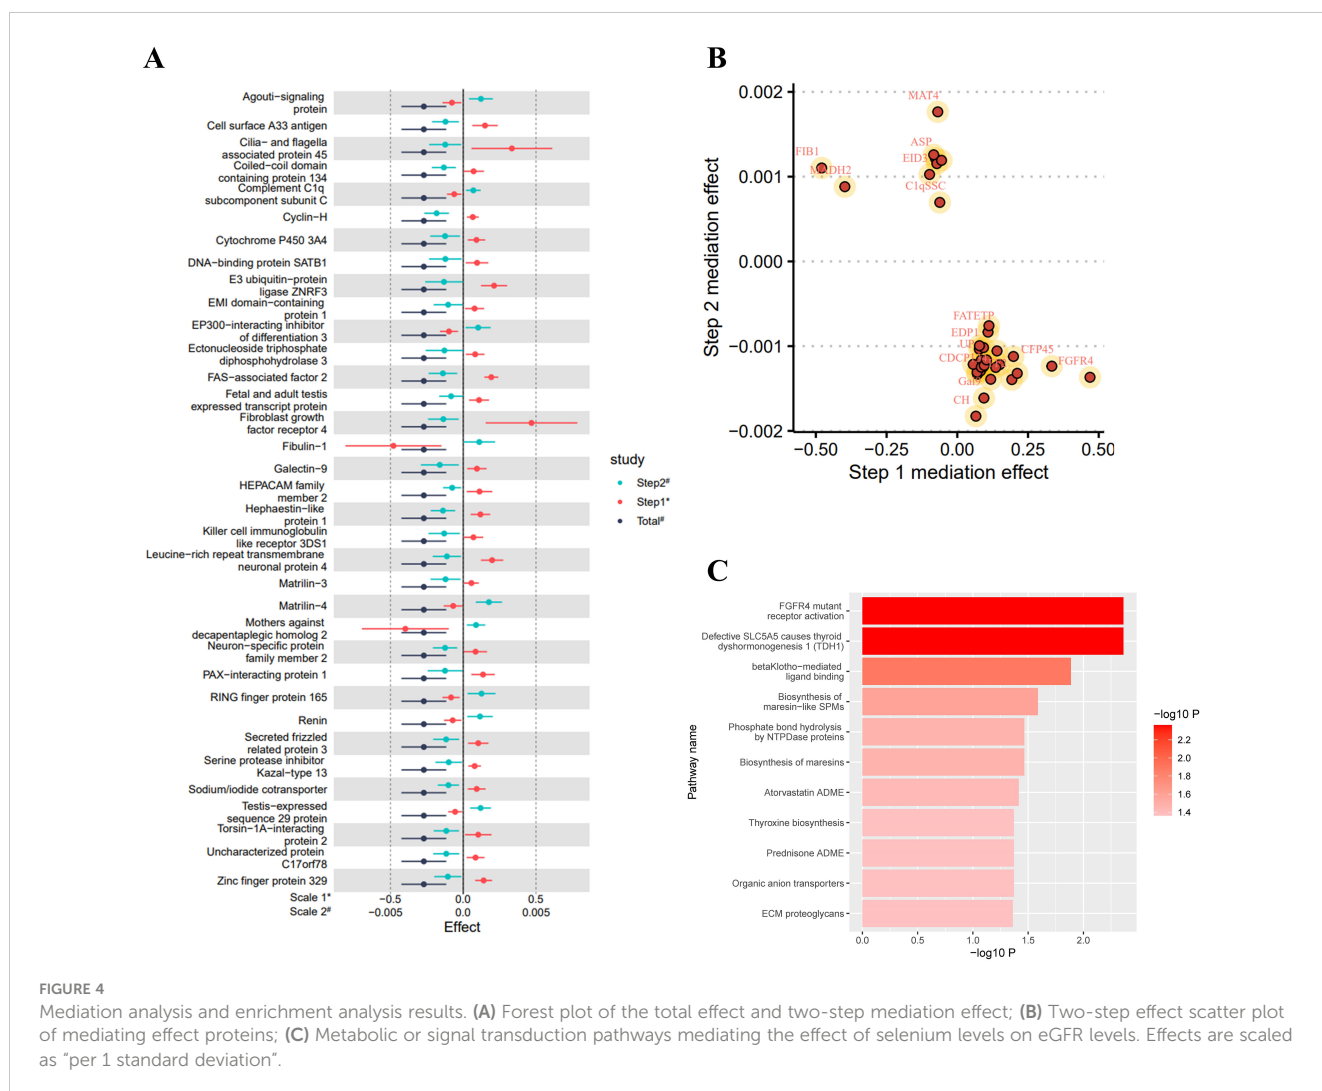 A
Agouti−signaling
protein
Cell surface A33 antigen
Cilia− and flagella
associated protein 45
Coiled−coil domain
containing protein 134
Complement C1q
subcomponent subunit C
Cyclin−H
Cytochrome P450 3A4
DNA−binding protein SATB1
E3 ubiquitin−protein
ligase ZNRF3
EMI domain−containing
protein 1
EP300−interacting inhibitor
of differentiation 3
Ectonucleoside triphosphate
diphosphohydrolase 3
FAS−associated factor 2
Fetal and adult testis
expressed transcript protein
Fibroblast growth
factor receptor 4
Fibulin−1
Galectin−9
HEPACAM family
member 2
Hephaestin−like
protein 1
Killer cell immunoglobulin
like receptor 3DS1
Leucine−rich repeat transmembrane
neuronal protein 4
Matrilin−3
Matrilin−4
Mothers against
decapentaplegic homolog 2
Neuron−specific protein
family member 2
PAX−interacting protein 1
RING finger protein 165
Renin
Secreted frizzled
related protein 3
Serine protease inhibitor
Kazal−type 13
Sodium/iodide cotransporter
Testis−expressed
sequence 29 protein
Torsin−1A−interacting
protein 2
Uncharacterized protein
C17orf78
Zinc finger protein 329
Scale 1* −0.5 0.0 0.5
Scale 2# −0.005 0.0 0.005
Effect
study
Step2#
Step1*
Total#
B
Step 2 mediation effect
0.002
0.001
0.000
−0.001
−0.002
MAT4
ASP
EID3
FIB1
C1qSSC
FATETP
EDP1
CFP45
FGFR4
Gal9
CH
−0.50 −0.25 0.00 0.25 0.50
Step 1 mediation effect
C
Pathway name
FGFR4 mutant
receptor activation
Defective SLC5A5 causes thyroid
dyshormonogenesis 1 (TDH1)
betaKlotho−mediated
ligand binding
Biosynthesis of
maresin−like SPMs
Phosphate bond hydrolysis
by NTPDase proteins
Biosynthesis of maresins
Atorvastatin ADME
Thyroxine biosynthesis
Prednisone ADME
Organic anion transporters
ECM proteoglycans
0.0 0.5 1.0 1.5 2.0
−log10 P
−log10 P
2.2
2.0
1.8
1.6
1.4
FIGURE 4
Mediation analysis and enrichment analysis results. (A) Forest plot of the total effect and two-step mediation effect; (B) Two-step effect scatter plot
of mediating effect proteins; (C) Metabolic or signal transduction pathways mediating the effect of selenium levels on eGFR levels. Effects are scaled
as “per 1 standard deviation”.